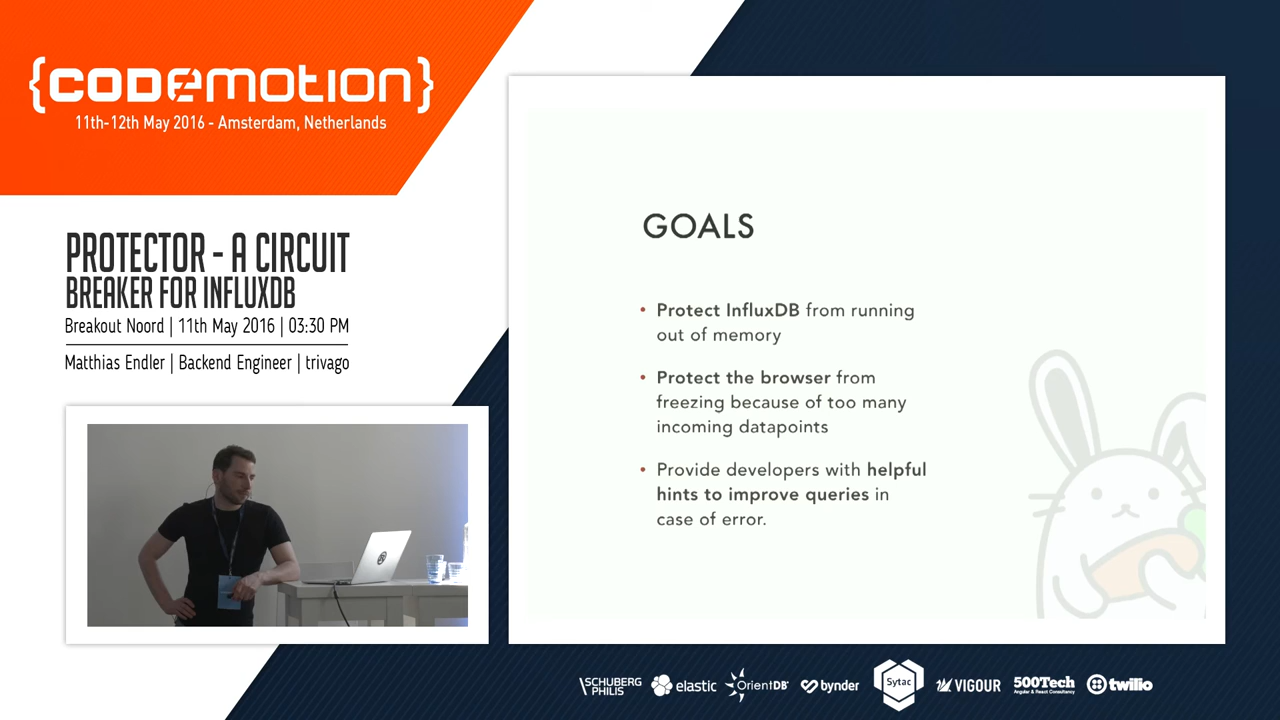 {CODEMOTION}
11th-12th May 2016 - Amsterdam, Netherlands
PROTECTOR - A CIRCUIT
BREAKER FOR INFLUXDB
Breakout Noord | 11th May 2016 | 03:30 PM
Matthias Endler | Backend Engineer | trivago
GOALS
• Protect InfluxDB from running
out of memory
• Protect the browser from
freezing because of too many
incoming datapoints
• Provide developers with helpful
hints to improve queries in
case of error.
SCHUBERG
PHILIS
elastic
OrientDB
bynder
Sytac
VIGOUR
500Tech
Angular & React Consultancy
twilio